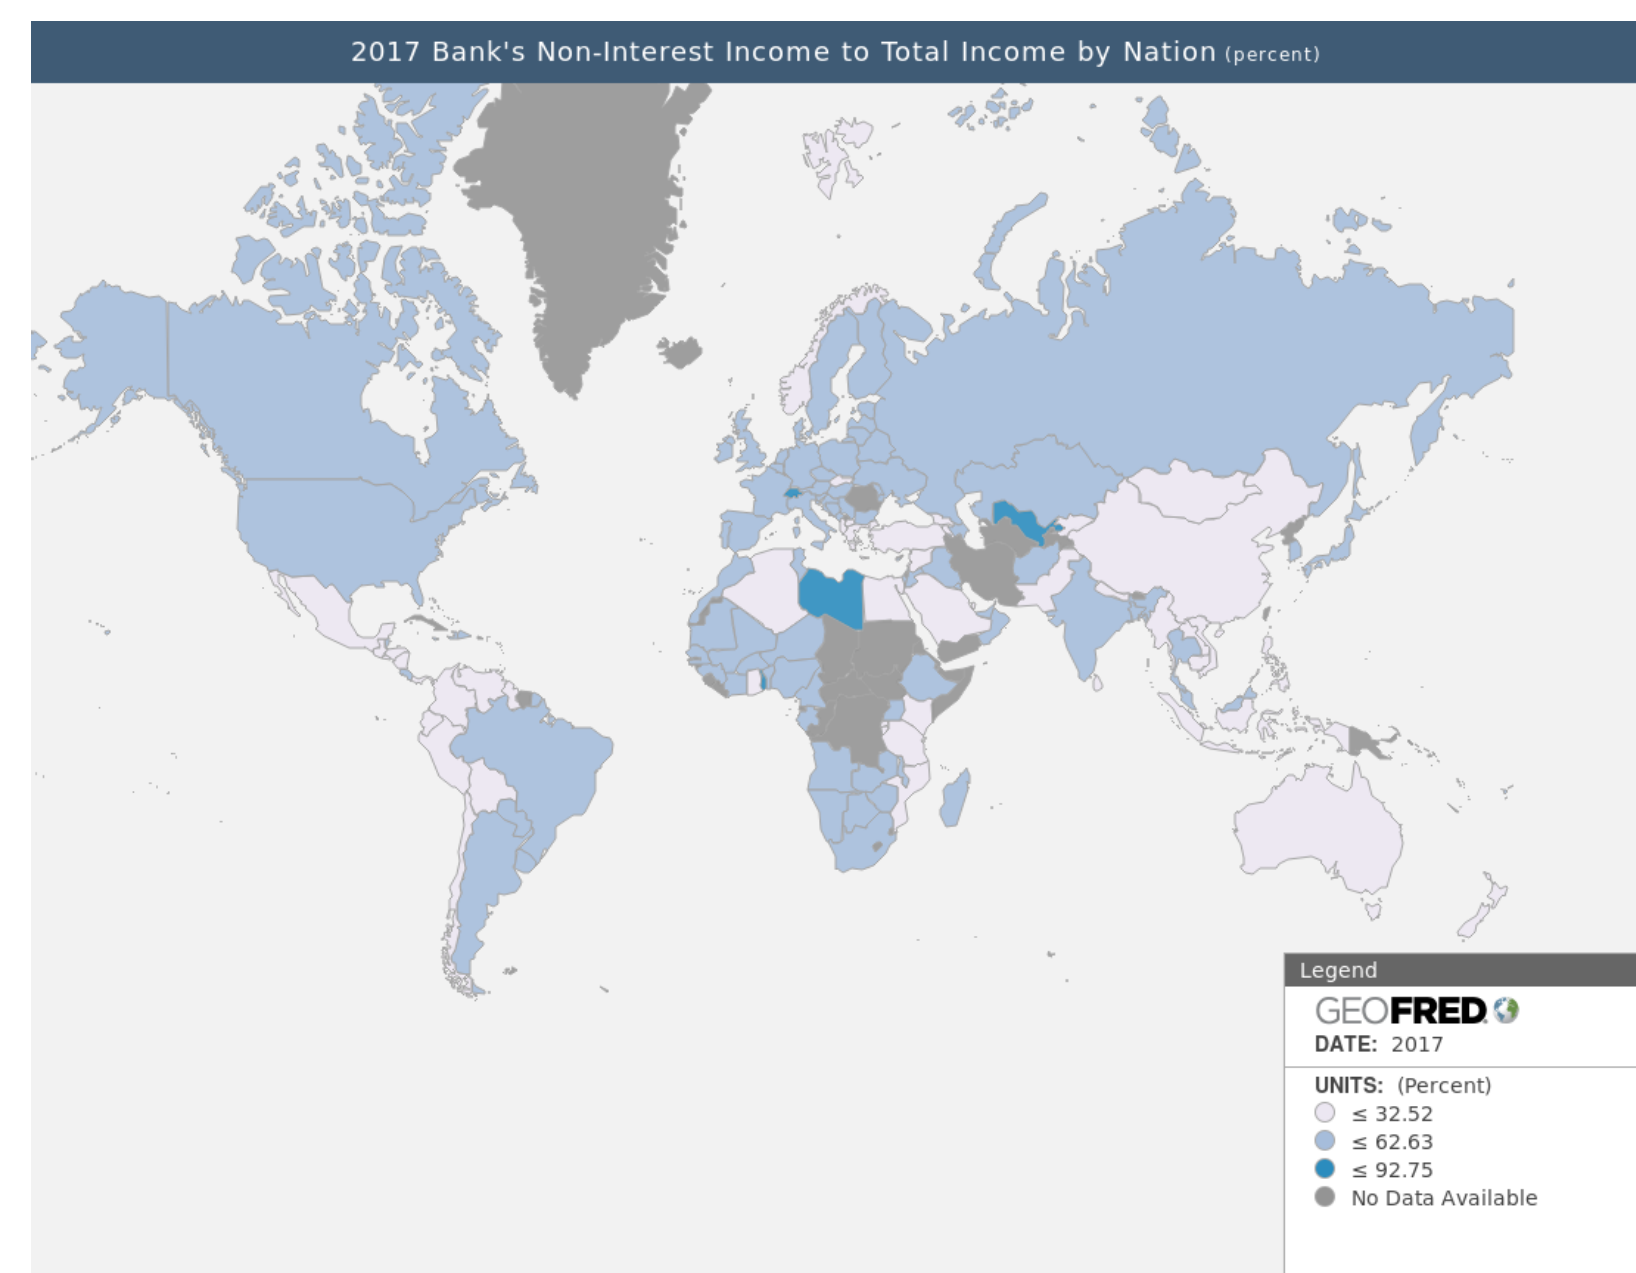 2017 Bank's Non-Interest Income to Total Income by Nation (percent)
Legend
GEOFRED
DATE: 2017
UNITS: (Percent)
≤ 32.52
≤ 62.63
≤ 92.75
No Data Available